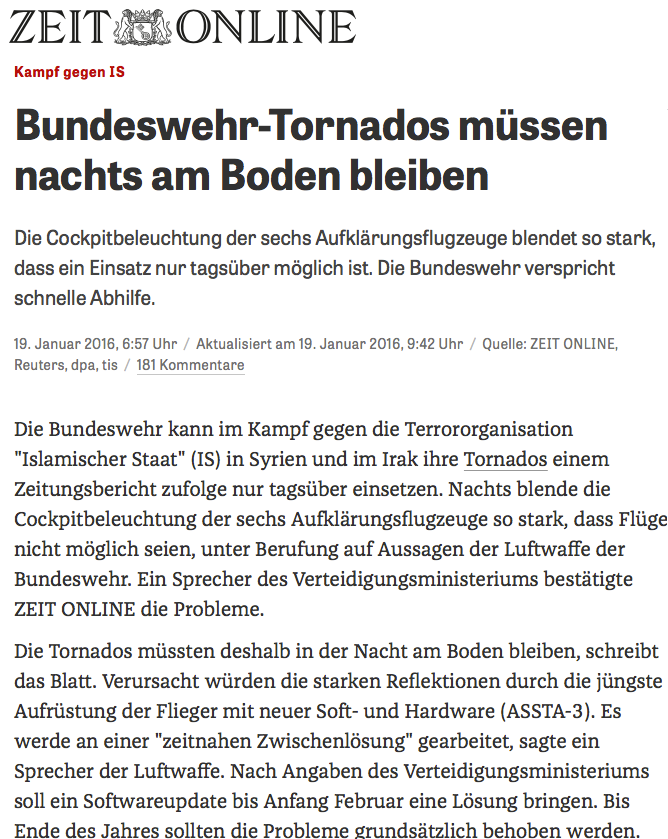 ZEIT ONLINE
Kampf gegen IS
Bundeswehr-Tornados müssen
nachts am Boden bleiben
Die Cockpitbeleuchtung der sechs Aufklärungsflugzeuge blendet so stark,
dass ein Einsatz nur tagsüber möglich ist. Die Bundeswehr verspricht
schnelle Abhilfe.
19. Januar 2016, 6:57 Uhr / Aktualisiert am 19. Januar 2016, 9:42 Uhr / Quelle: ZEIT ONLINE,
Reuters, dpa, tis / 181 Kommentare
Die Bundeswehr kann im Kampf gegen die Terrororganisation
"Islamischer Staat" (IS) in Syrien und im Irak ihre Tornados einem
Zeitungsbericht zufolge nur tagsüber einsetzen. Nachts blende die
Cockpitbeleuchtung der sechs Aufklärungsflugzeuge so stark, dass Flüge
nicht möglich seien, unter Berufung auf Aussagen der Luftwaffe der
Bundeswehr. Ein Sprecher des Verteidigungsministeriums bestätigte
ZEIT ONLINE die Probleme.
Die Tornados müssten deshalb in der Nacht am Boden bleiben, schreibt
das Blatt. Verursacht würden die starken Reflektionen durch die jüngste
Aufrüstung der Flieger mit neuer Soft- und Hardware (ASSTA-3). Es
werde an einer "zeitnahen Zwischenlösung" gearbeitet, sagte ein
Sprecher der Luftwaffe. Nach Angaben des Verteidigungsministeriums
soll ein Softwareupdate bis Anfang Februar eine Lösung bringen. Bis
Ende des Jahres sollten die Probleme grundsätzlich behoben werden.